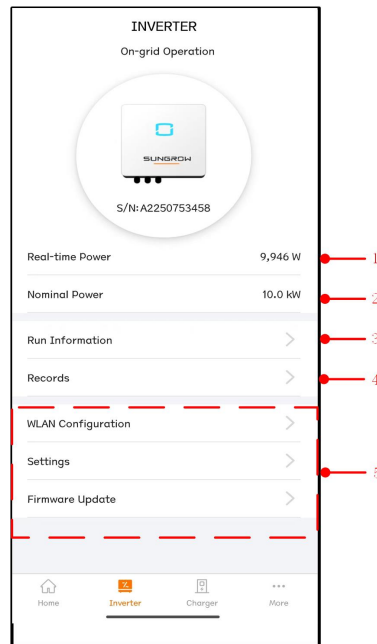 INVERTER
On-grid Operation
SUNGROW
S/N: A2250753458
Real-time Power 9,946 W 1
Nominal Power 10.0 kW 2
Run Information 3
Records 4
WLAN Configuration
Settings 5
Firmware Update
Home Inverter Charger More